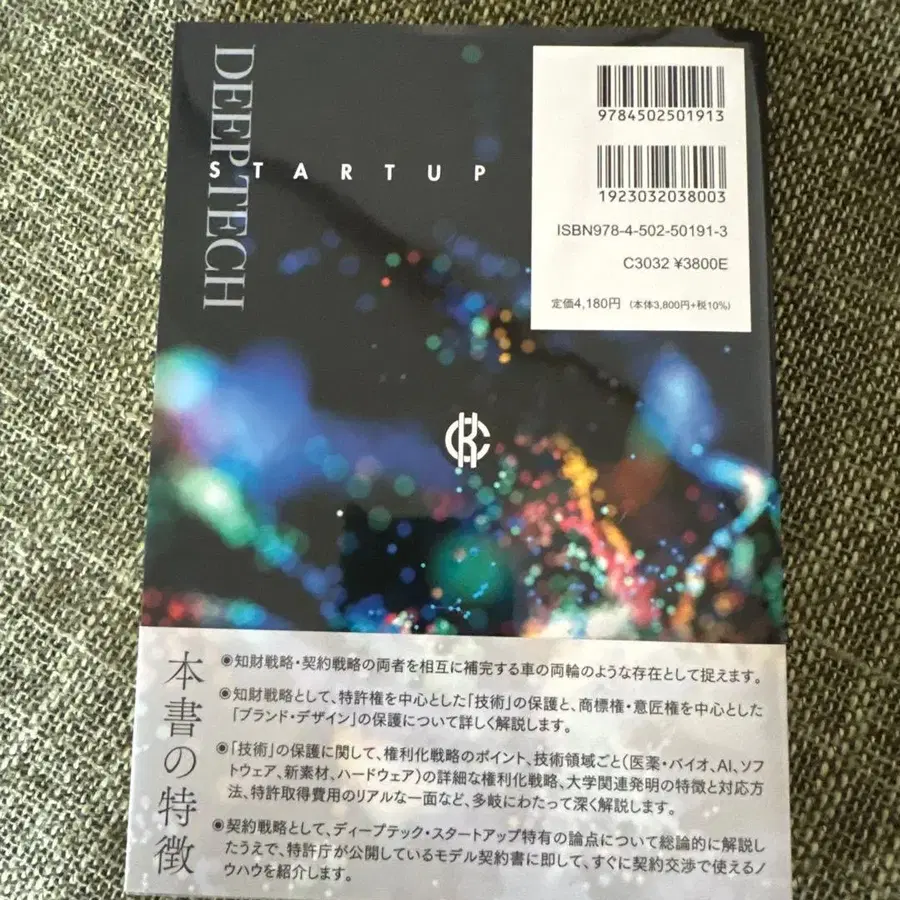 DEEP TECH
STARTUP
9784502501913
1923032038003
ISBN978-4-502-50191-3
C3032 ¥3800E
定価4,180円 (本体3,800円+税10%)
本書の特徴
◉知財戦略・契約戦略の両者を相互に補完する車の両輪のような存在として捉えます。
◉知財戦略として、特許権を中心とした「技術」の保護と、商標権・意匠権を中心とした
「ブランド・デザイン」の保護について詳しく解説します。
◉「技術」の保護に関して、権利化戦略のポイント、技術領域ごと(医薬・バイオ、AI、ソフ
トウェア、新素材、ハードウェア)の詳細な権利化戦略、大学関連発明の特徴と対応方
法、特許取得費用のリアルな一面など、多岐にわたって深く解説します。
◉契約戦略として、ディープテック・スタートアップ特有の論点について総論的に解説し
たうえで、特許庁が公開しているモデル契約書に即して、すぐに契約交渉で使えるノ
ウハウを紹介します。